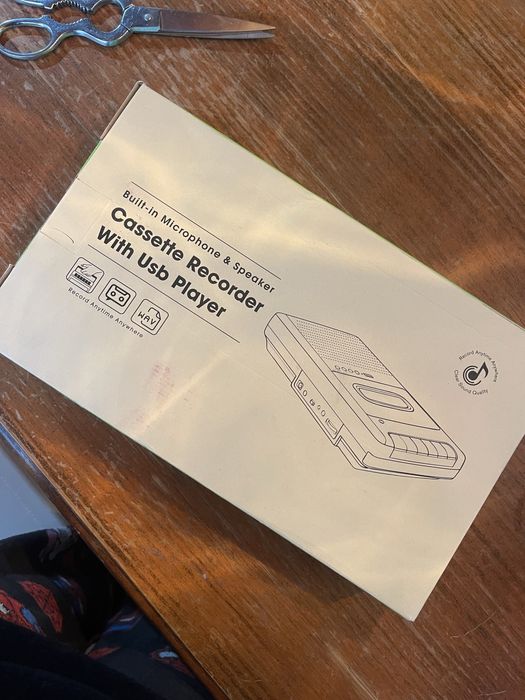 Built-in Microphone & Speaker
Cassette Recorder
With Usb Player
WAV
Record Anytime Anywhere
Record Anytime Anywhere
Clear Sound Quality